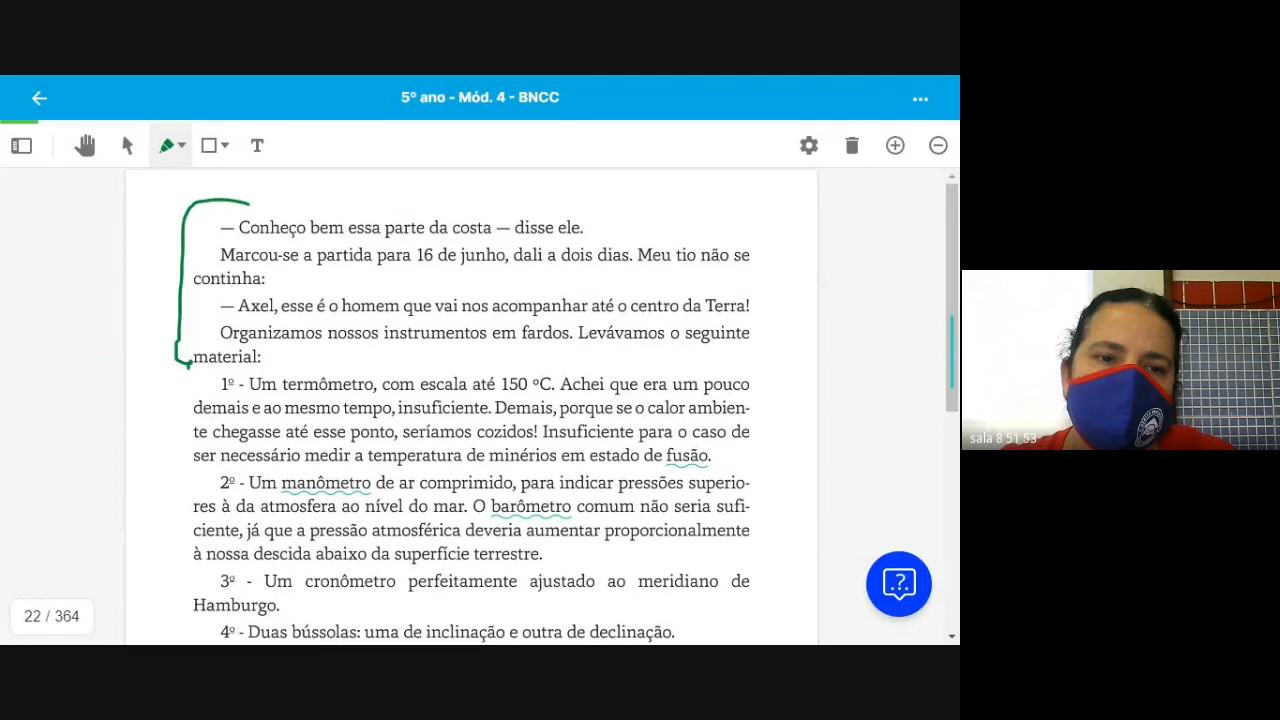 5º ano - Mód. 4 - BNCC
T
— Conheço bem essa parte da costa — disse ele.
Marcou-se a partida para 16 de junho, dali a dois dias. Meu tio não se
continha:
— Axel, esse é o homem que vai nos acompanhar até o centro da Terra!
Organizamos nossos instrumentos em fardos. Levávamos o seguinte
material:
1º - Um termômetro, com escala até 150 ºC. Achei que era um pouco
demais e ao mesmo tempo, insuficiente. Demais, porque se o calor ambien-
te chegasse até esse ponto, seríamos cozidos! Insuficiente para o caso de
ser necessário medir a temperatura de minérios em estado de fusão.
2º - Um manômetro de ar comprimido, para indicar pressões superio-
res à da atmosfera ao nível do mar. O barômetro comum não seria sufi-
ciente, já que a pressão atmosférica deveria aumentar proporcionalmente
à nossa descida abaixo da superfície terrestre.
3º - Um cronômetro perfeitamente ajustado ao meridiano de
Hamburgo.
4º - Duas bússolas: uma de inclinação e outra de declinação.
22 / 364
.?.
sala 8 51 53